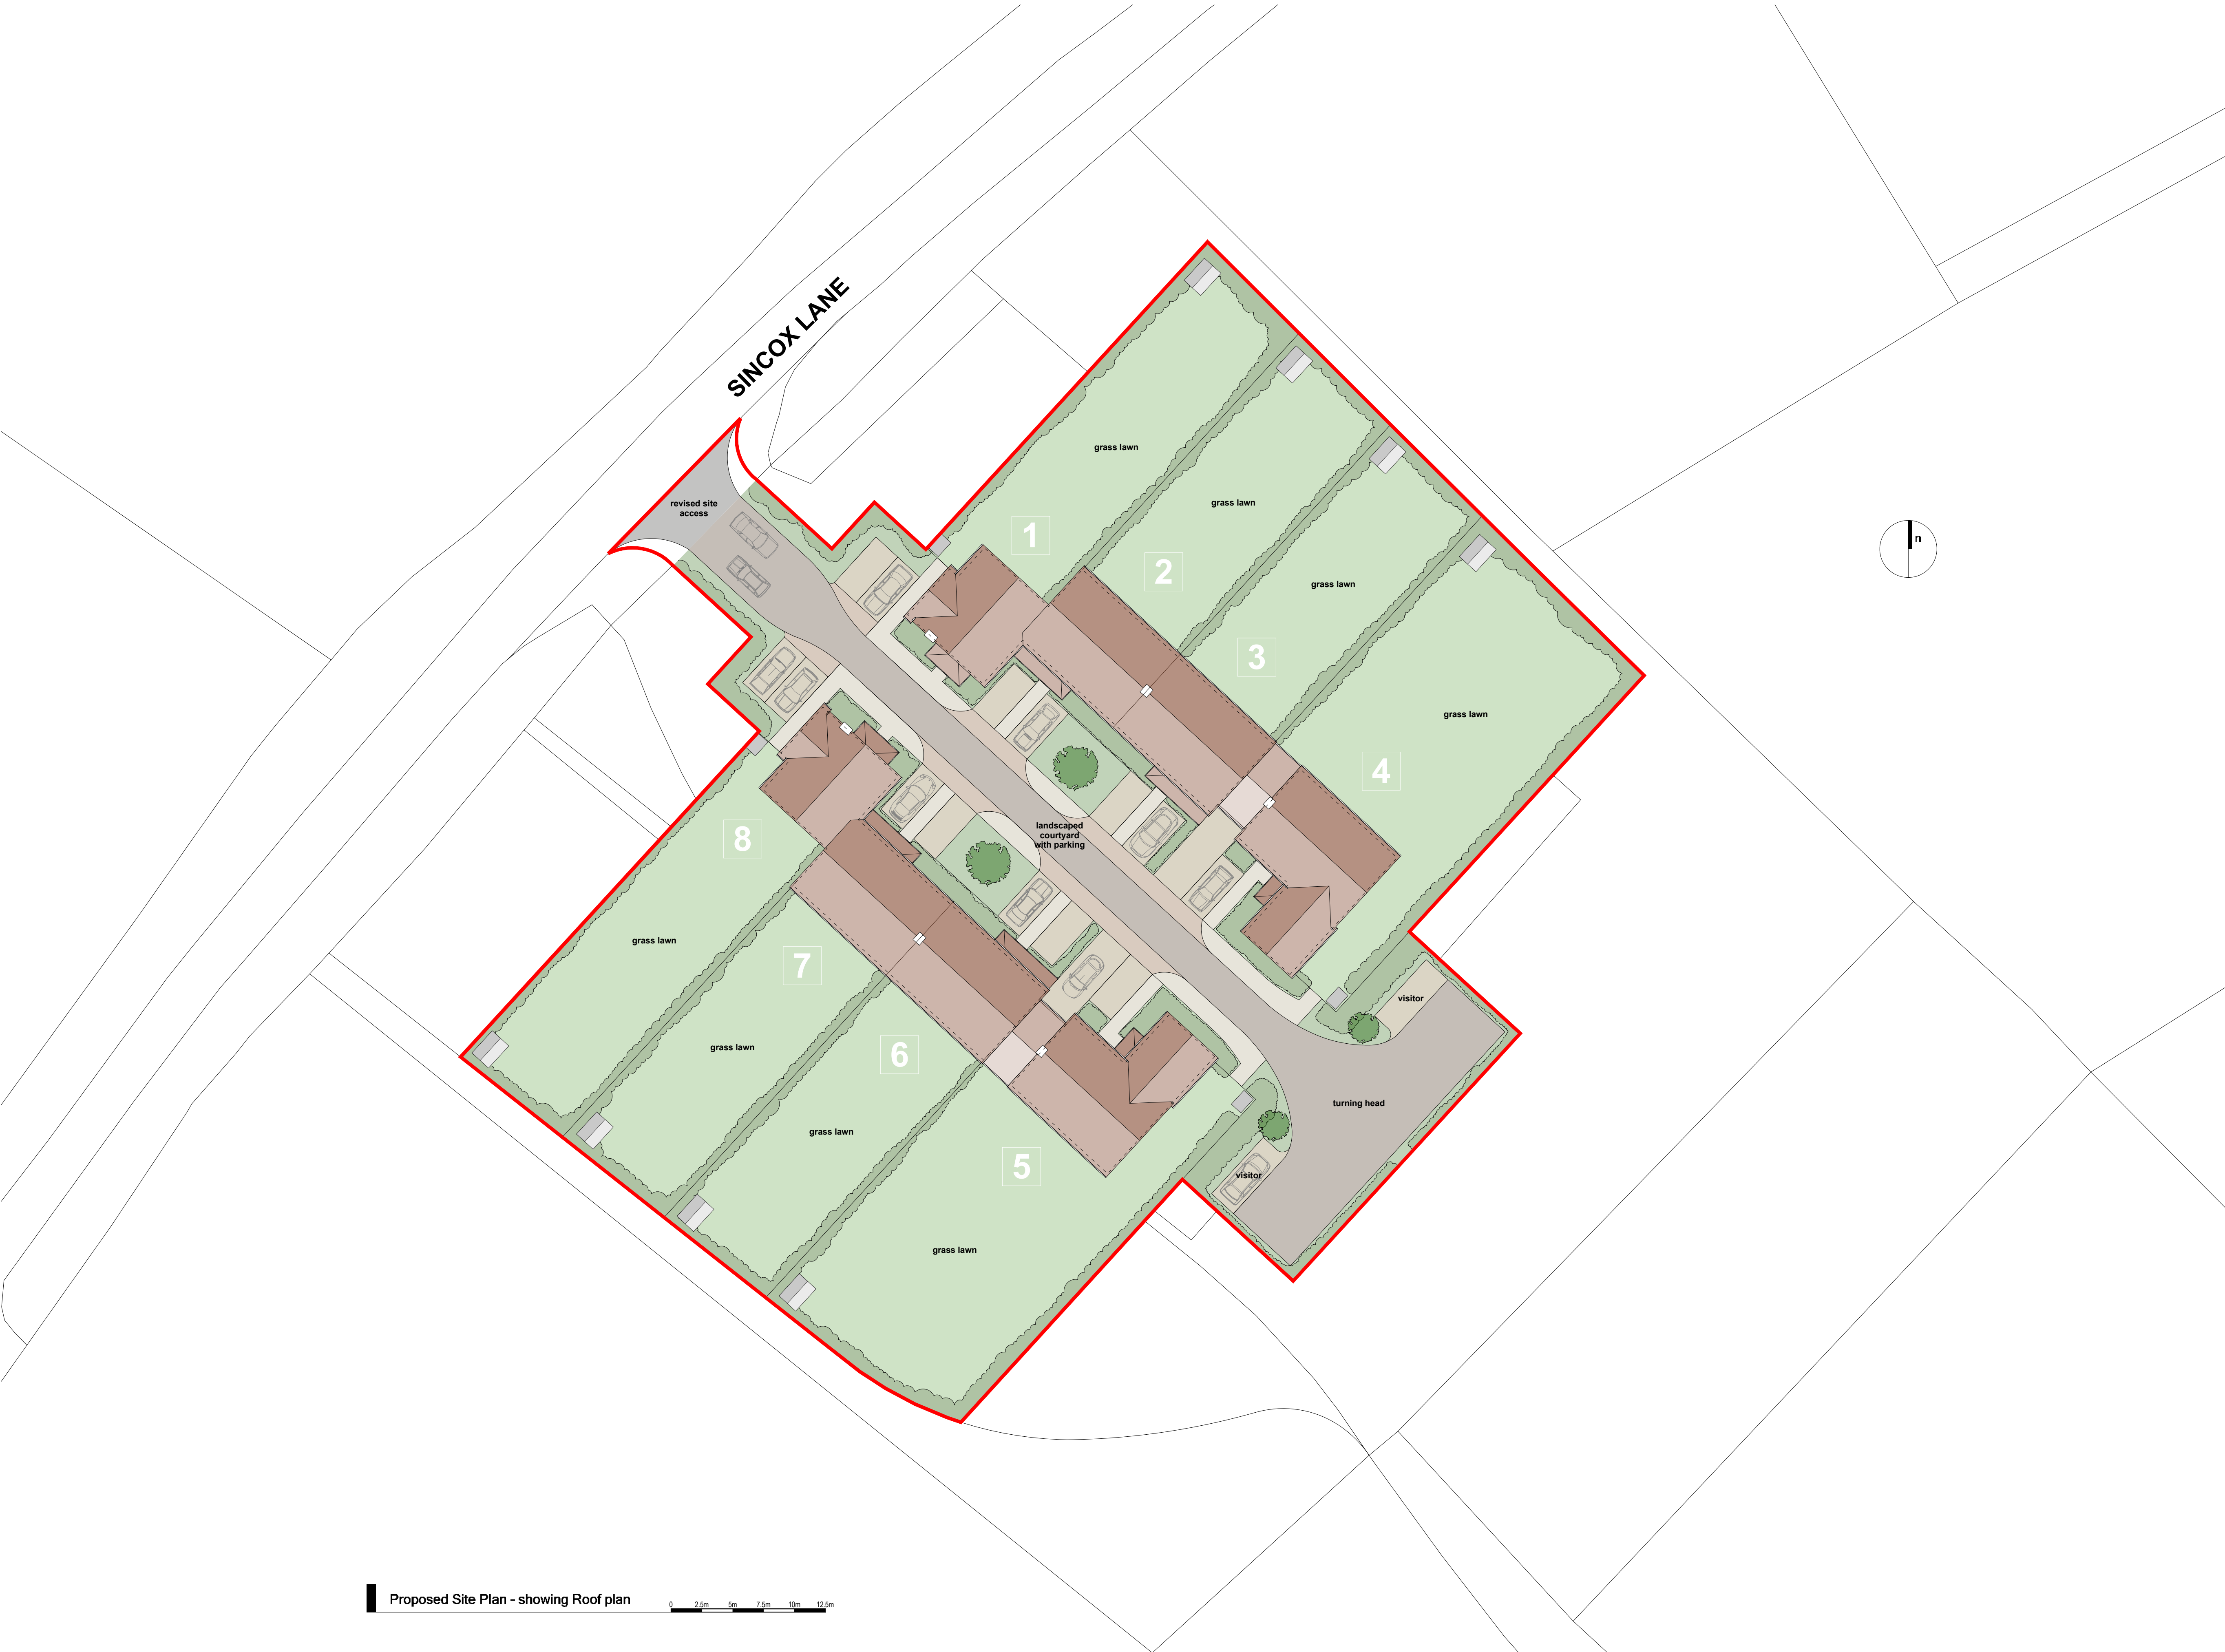 SINCOX LANE
revised site
access
grass lawn
1
grass lawn
2
n
grass lawn
3
grass lawn
4
8
landscaped
courtyard
with parking
grass lawn
7
visitor
grass lawn
6
turning head
grass lawn
5
visitor
grass lawn
Proposed Site Plan - showing Roof plan
0 2.5m 5m 7.5m 10m 12.5m